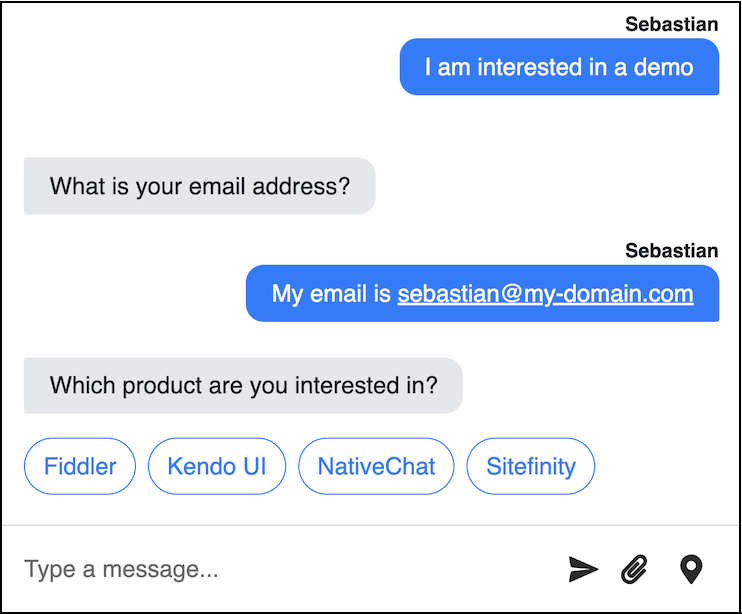 Sebastian
I am interested in a demo
What is your email address?
Sebastian
My email is sebastian@my-domain.com
Which product are you interested in?
Fiddler Kendo UI NativeChat Sitefinity
Type a message...